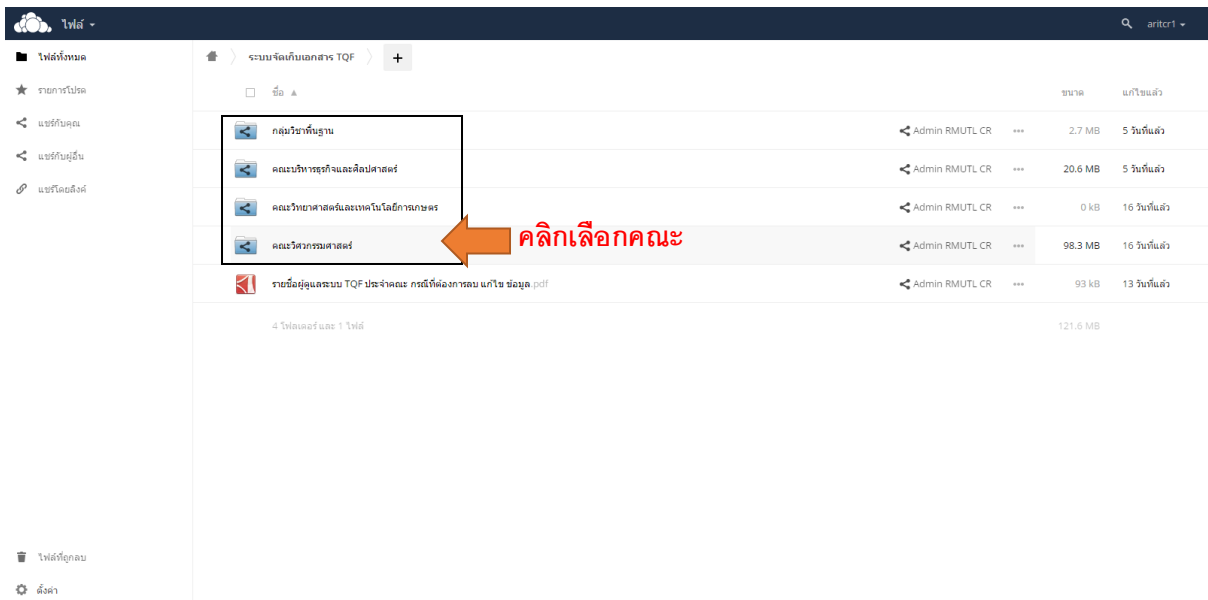 ไฟล์
aritcr1
ไฟล์ทั้งหมด
รายการโปรด
แชร์กับคุณ
แชร์กับผู้อื่น
แชร์โดยลิงค์
ระบบจัดเก็บเอกสาร TQF +
ชื่อ ขนาด แก้ไขแล้ว
กลุ่มวิชาพื้นฐาน Admin RMUTL CR ••• 2.7 MB 5 วันที่แล้ว
คณะบริหารธุรกิจและศิลปศาสตร์ Admin RMUTL CR ••• 20.6 MB 5 วันที่แล้ว
คณะวิทยาศาสตร์และเทคโนโลยีการเกษตร Admin RMUTL CR ••• 0 kB 16 วันที่แล้ว
คลิกเลือกคณะ
คณะวิศวกรรมศาสตร์ Admin RMUTL CR ••• 98.3 MB 16 วันที่แล้ว
รายชื่อผู้ดูแลระบบ TQF ประจำคณะ กรณีที่ต้องการลบ แก้ไข ข้อมูล.pdf Admin RMUTL CR ••• 93 kB 13 วันที่แล้ว
4 โฟลเดอร์ และ 1 ไฟล์ 121.6 MB
ไฟล์ที่ถูกลบ
ตั้งค่า